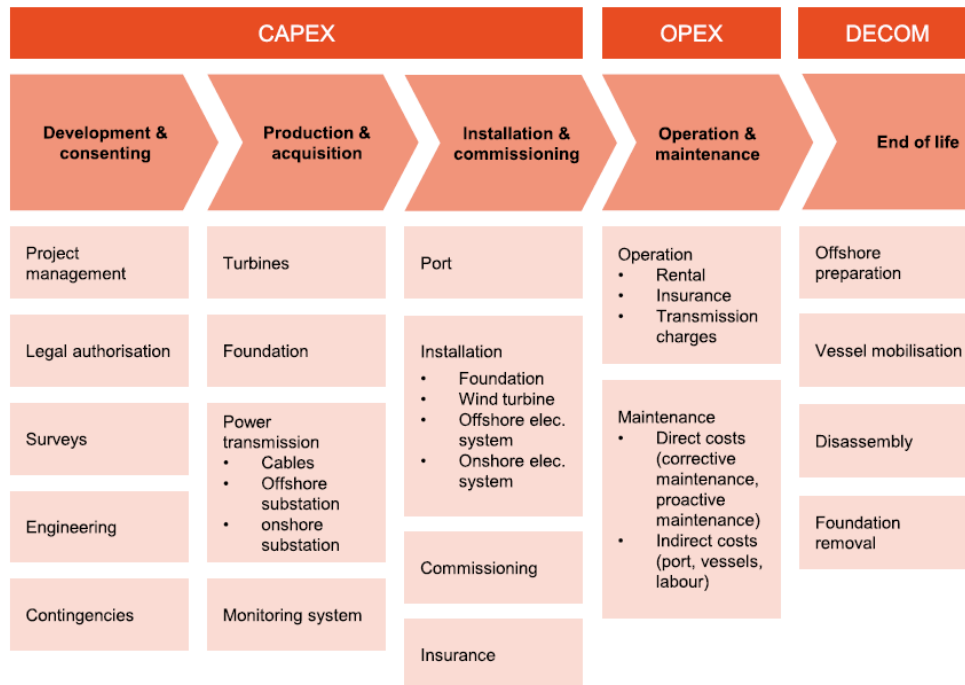 CAPEX
OPEX
DECOM
Development &
consenting
Production &
acquisition
Installation &
commissioning
Operation &
maintenance
End of life
Project
management
Legal authorisation
Surveys
Engineering
Contingencies
Turbines
Foundation
Power
transmission
• Cables
• Offshore
substation
• onshore
substation
Monitoring system
Port
Installation
• Foundation
• Wind turbine
• Offshore elec.
system
• Onshore elec.
system
Commissioning
Insurance
Operation
• Rental
• Insurance
• Transmission
charges
Maintenance
• Direct costs
(corrective
maintenance,
proactive
maintenance)
• Indirect costs
(port, vessels,
labour)
Offshore
preparation
Vessel mobilisation
Disassembly
Foundation
removal